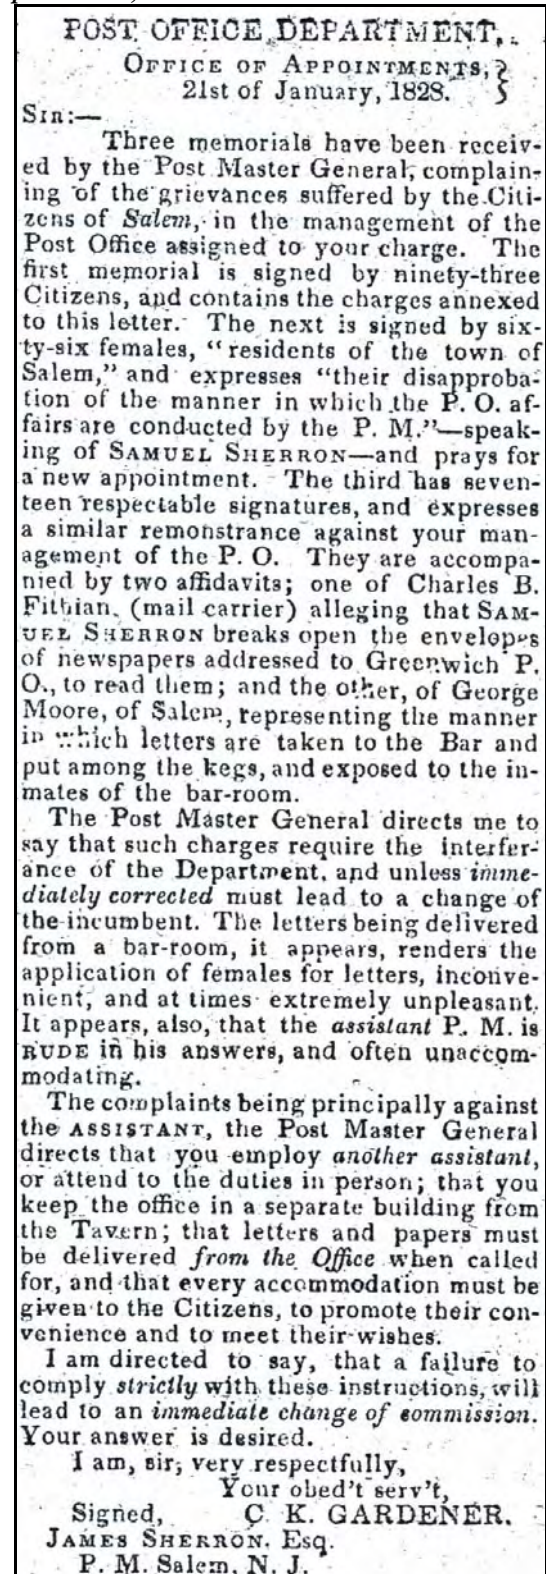 POST OFFICE DEPARTMENT,
OFFICE OF APPOINTMENTS,
21st of January, 1828.
SIR:—
Three memorials have been receiv-
ed by the Post Master General, complain-
ing of the grievances suffered by the Citi-
zens of Salem, in the management of the
Post Office assigned to your charge. The
first memorial is signed by ninety-three
Citizens, and contains the charges annexed
to this letter. The next is signed by six-
ty-six females, "residents of the town of
Salem," and expresses "their disapproba-
tion of the manner in which the P. O. af-
fairs are conducted by the P. M."—speak-
ing of SAMUEL SHERRON—and prays for
a new appointment. The third has seven-
teen respectable signatures, and expresses
a similar remonstrance against your man-
agement of the P. O. They are accompa-
nied by two affidavits; one of Charles B.
Fithian, (mail carrier) alleging that SAM-
UEL SHERRON breaks open the envelopes
of newspapers addressed to Greenwich P.
O., to read them; and the other, of George
Moore, of Salem, representing the manner
in which letters are taken to the Bar and
put among the kegs, and exposed to the in-
mates of the bar-room.
The Post Master General directs me to
say that such charges require the interfer-
ance of the Department, and unless imme-
diately corrected must lead to a change of
the incumbent. The letters being delivered
from a bar-room, it appears, renders the
application of females for letters, inconve-
nient, and at times extremely unpleasant.
It appears, also, that the assistant P. M. is
RUDE in his answers, and often unaccom-
modating.
The complaints being principally against
the ASSISTANT, the Post Master General
directs that you employ another assistant,
or attend to the duties in person; that you
keep the office in a separate building from
the Tavern; that letters and papers must
be delivered from the Office when called
for, and that every accommodation must be
given to the Citizens, to promote their con-
venience and to meet their wishes.
I am directed to say, that a failure to
comply strictly with these instructions, will
lead to an immediate change of commission.
Your answer is desired.
I am, sir, very respectfully,
Your obed't serv't,
Signed, C. K. GARDENER.
JAMES SHERRON, Esq.
P. M. Salem, N. J.